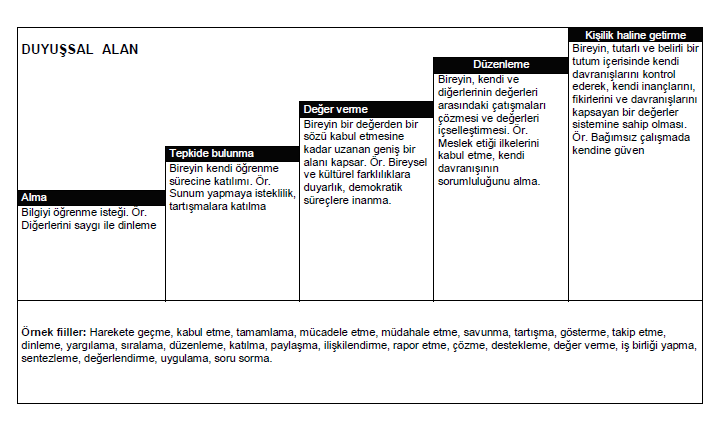 DUYUŞSAL ALAN
Alma
Bilgiyi öğrenme isteği. Ör.
Diğerlerini saygı ile dinleme
Tepkide bulunma
Bireyin kendi öğrenme
sürecine katılımı. Ör.
Sunum yapmaya isteklilik,
tartışmalara katılma
Değer verme
Bireyin bir değerden bir
sözü kabul etmesine
kadar uzanan geniş bir
alanı kapsar. Ör. Bireysel
ve kültürel farklılıklara
duyarlık, demokratik
süreçlere inanma.
Düzenleme
Bireyin, kendi ve
diğerlerinin değerleri
arasındaki çatışmaları
çözmesi ve değerleri
içselleştirmesi. Ör.
Meslek etiği ilkelerini
kabul etme, kendi
davranışının
sorumluluğunu alma.
Kişilik haline getirme
Bireyin, tutarlı ve belirli bir
tutum içerisinde kendi
davranışlarını kontrol
ederek, kendi inançlarını,
fikirlerini ve davranışlarını
kapsayan bir değerler
sistemine sahip olması.
Ör. Bağımsız çalışmada
kendine güven
Örnek fiiller: Harekete geçme, kabul etme, tamamlama, mücadele etme, müdahale etme, savunma, tartışma, gösterme, takip etme,
dinleme, yargılama, sıralama, düzenleme, katılma, paylaşma, ilişkilendirme, rapor etme, çözme, destekleme, değer verme, iş birliği yapma,
sentezleme, değerlendirme, uygulama, soru sorma.